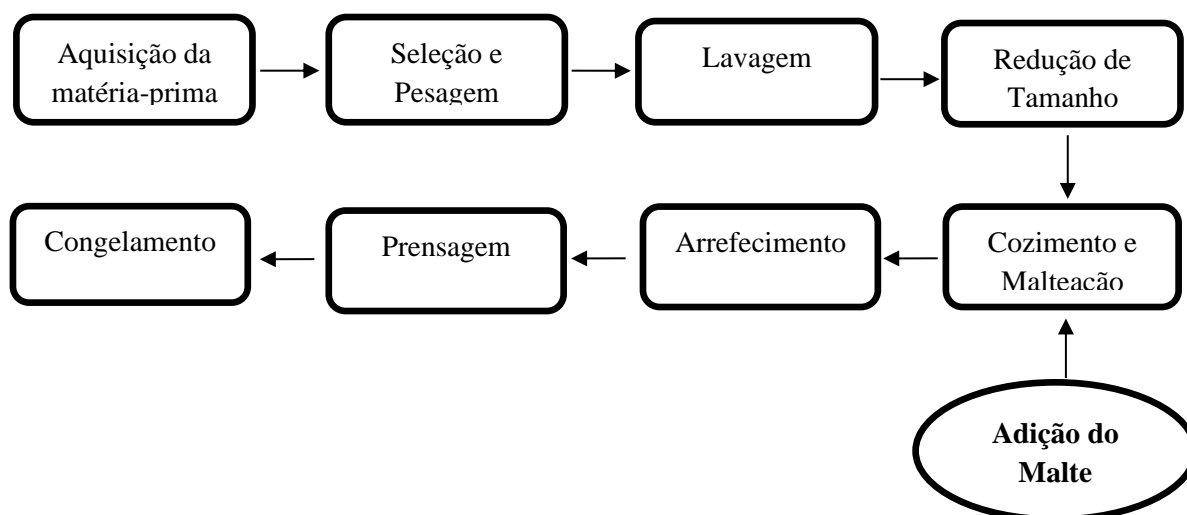 Aquisição da
matéria-prima
Seleção e
Pesagem
Lavagem
Redução de
Tamanho
Congelamento
Prensagem
Arrefecimento
Cozimento e
Malteação
Adição do
Malte